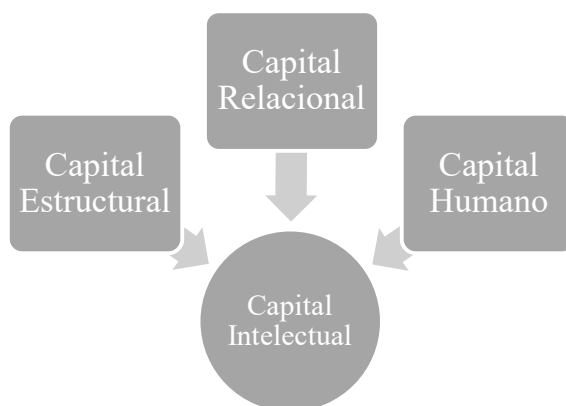 Capital
Relacional
Capital
Estructural
Capital
Humano
Capital
Intelectual